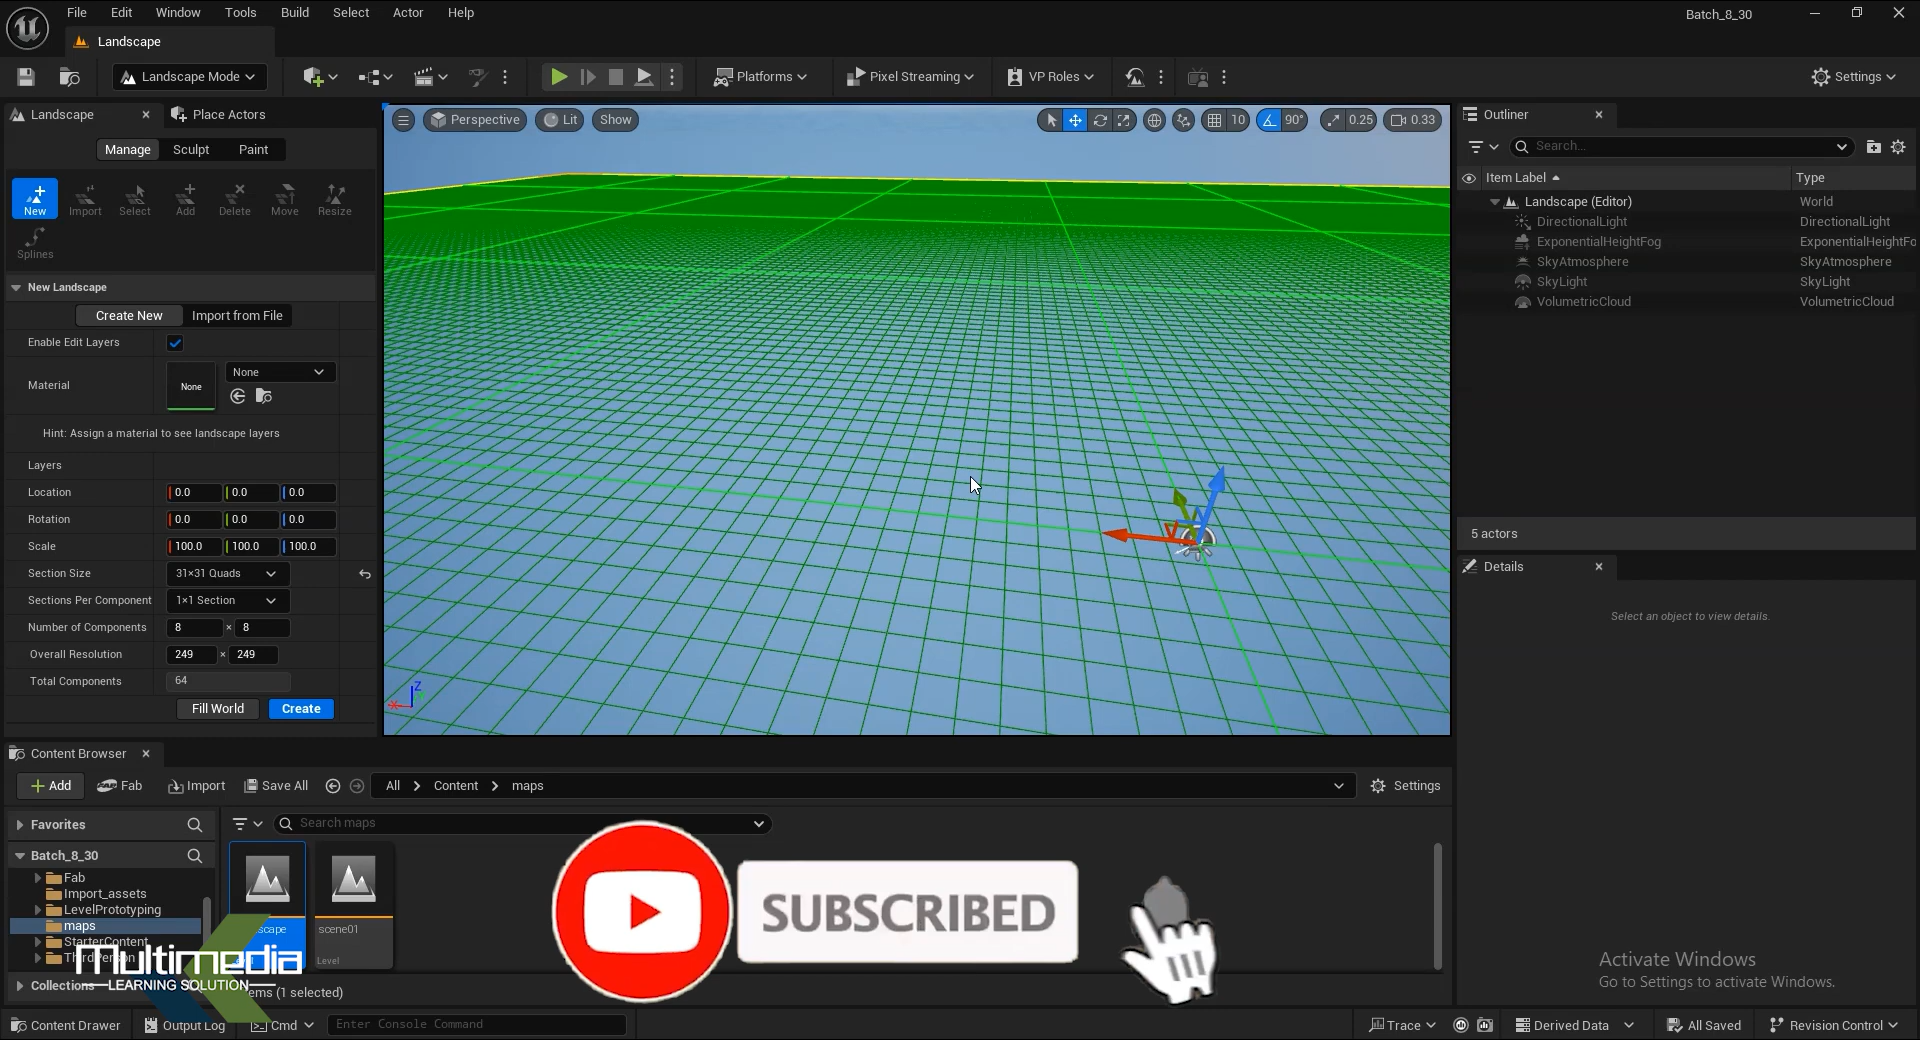 File Edit Window Tools Build Select Actor Help
Batch_8_30
Landscape
Landscape Mode
Platforms
Pixel Streaming
VP Roles
Settings
Landscape
Place Actors
Manage Sculpt Paint
New Import Select Add Delete Move Resize
Splines
New Landscape
Create New Import from File
Enable Edit Layers
Material
None
None
Hint: Assign a material to see landscape layers
Layers
Location 0.0 0.0 0.0
Rotation 0.0 0.0 0.0
Scale 100.0 100.0 100.0
Section Size 31×31 Quads
Sections Per Component 1×1 Section
Number of Components 8 × 8
Overall Resolution 249 × 249
Total Components 64
Fill World Create
Perspective Lit Show
10 90° 0.25 0.33
Z
X
Outliner
Search...
Item Label Type
Landscape (Editor) World
DirectionalLight DirectionalLight
ExponentialHeightFog ExponentialHeightFo
SkyAtmosphere SkyAtmosphere
SkyLight SkyLight
VolumetricCloud VolumetricCloud
5 actors
Details
Select an object to view details.
Content Browser
Add Fab Import Save All
All > Content > maps
Settings
Favorites
Search maps
Batch_8_30
Fab
Import_assets
LevelPrototyping
maps
StarterContent
Collections
scape
scene01
Level
ems (1 selected)
Multimedia
LEARNING SOLUTION
SUBSCRIBED
Activate Windows
Go to Settings to activate Windows.
Content Drawer Output Log Cmd Enter Console Command
Trace Derived Data All Saved Revision Control